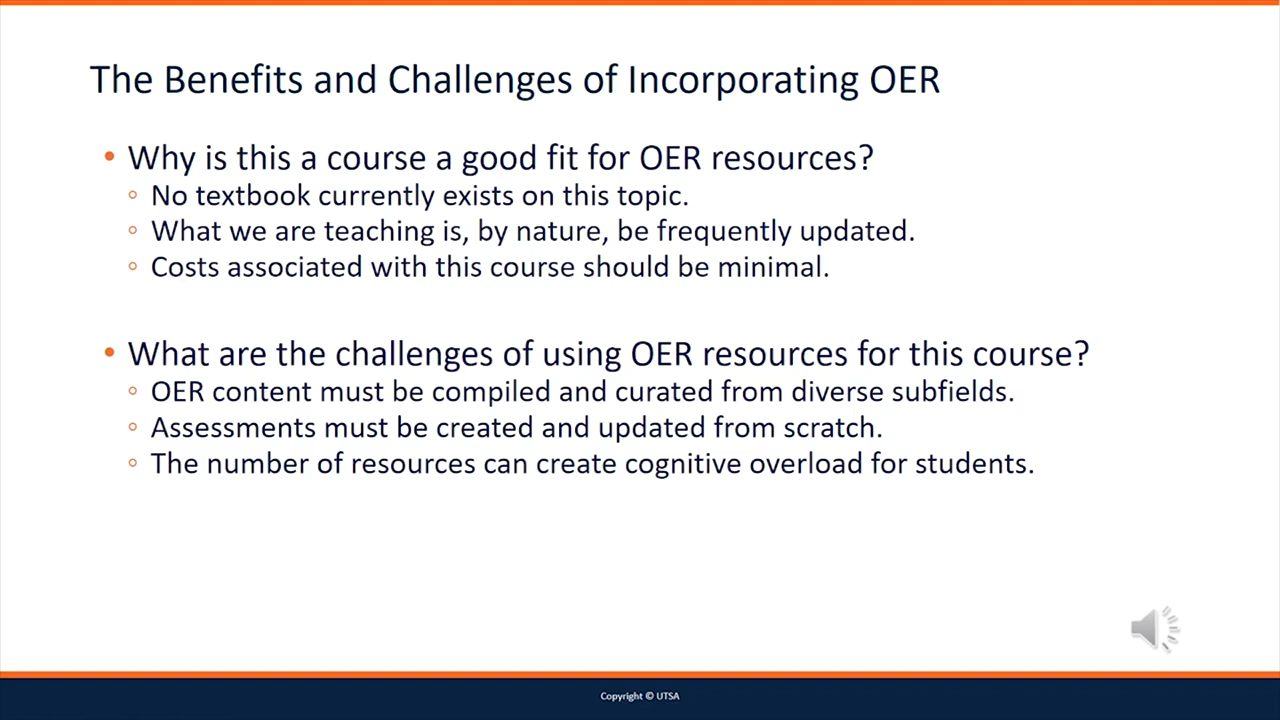 The Benefits and Challenges of Incorporating OER
• Why is this a course a good fit for OER resources?
◦ No textbook currently exists on this topic.
◦ What we are teaching is, by nature, be frequently updated.
◦ Costs associated with this course should be minimal.
• What are the challenges of using OER resources for this course?
◦ OER content must be compiled and curated from diverse subfields.
◦ Assessments must be created and updated from scratch.
◦ The number of resources can create cognitive overload for students.
Copyright © UTSA